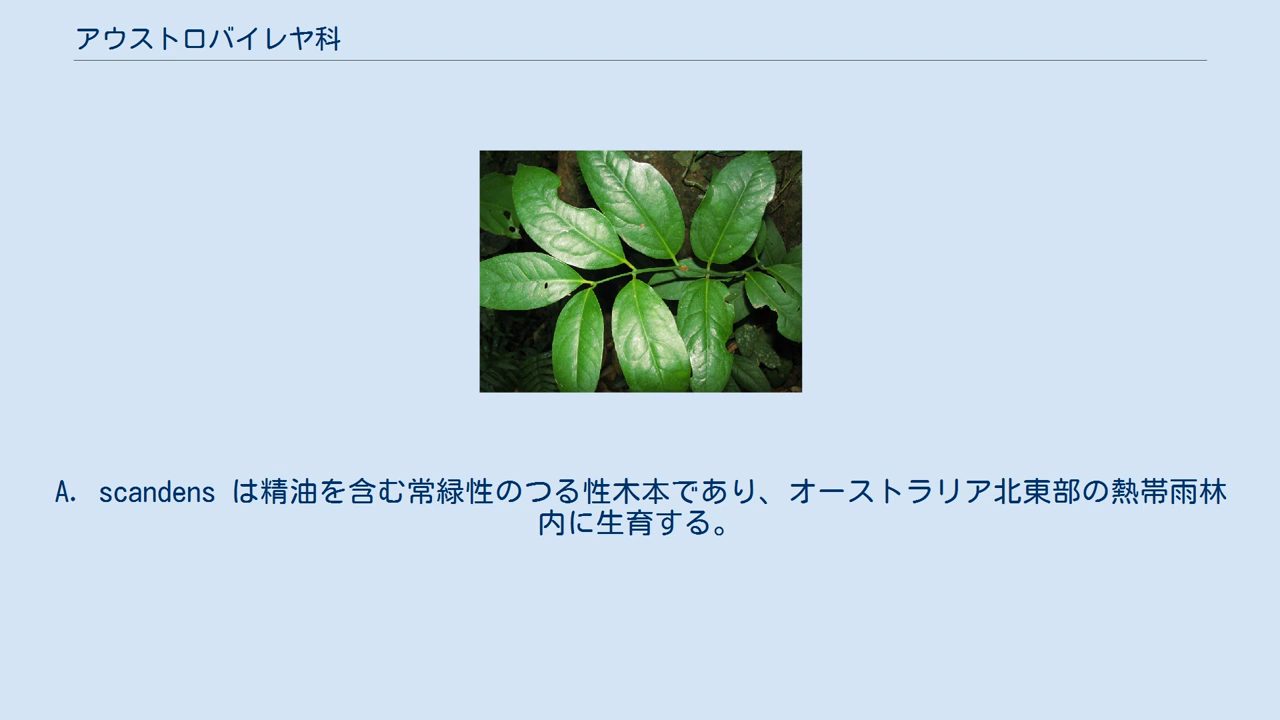 アウストロバイレヤ科
A. scandens は精油を含む常緑性のつる性木本であり、オーストラリア北東部の熱帯雨林
内に生育する。